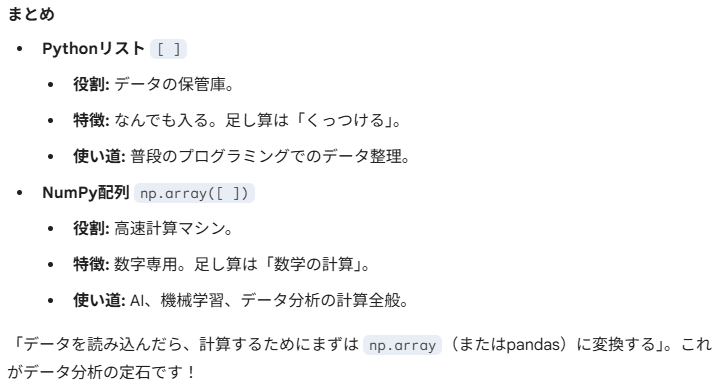 まとめ
• Pythonリスト [ ]
• 役割: データの保管庫。
• 特徴: なんでも入る。足し算は「くっつける」。
• 使い道: 普段のプログラミングでのデータ整理。
• NumPy配列 np.array([ ])
• 役割: 高速計算マシン。
• 特徴: 数字専用。足し算は「数学の計算」。
• 使い道: AI、機械学習、データ分析の計算全般。
「データを読み込んだら、計算するためにまずは np.array（またはpandas）に変換する」。これ
がデータ分析の定石です！